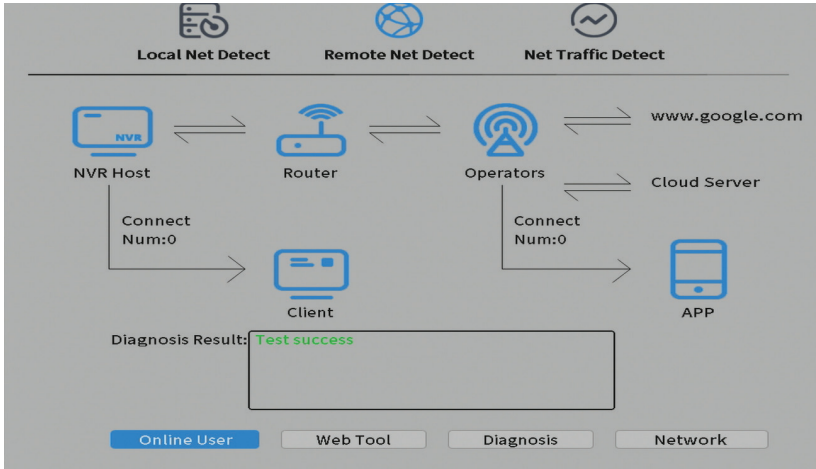 Local Net Detect
Remote Net Detect
Net Traffic Detect
NVR
www.google.com
NVR Host
Router
Operators
Cloud Server
Connect
Num:0
Connect
Num:0
Client
APP
Diagnosis Result: Test success
Online User
Web Tool
Diagnosis
Network